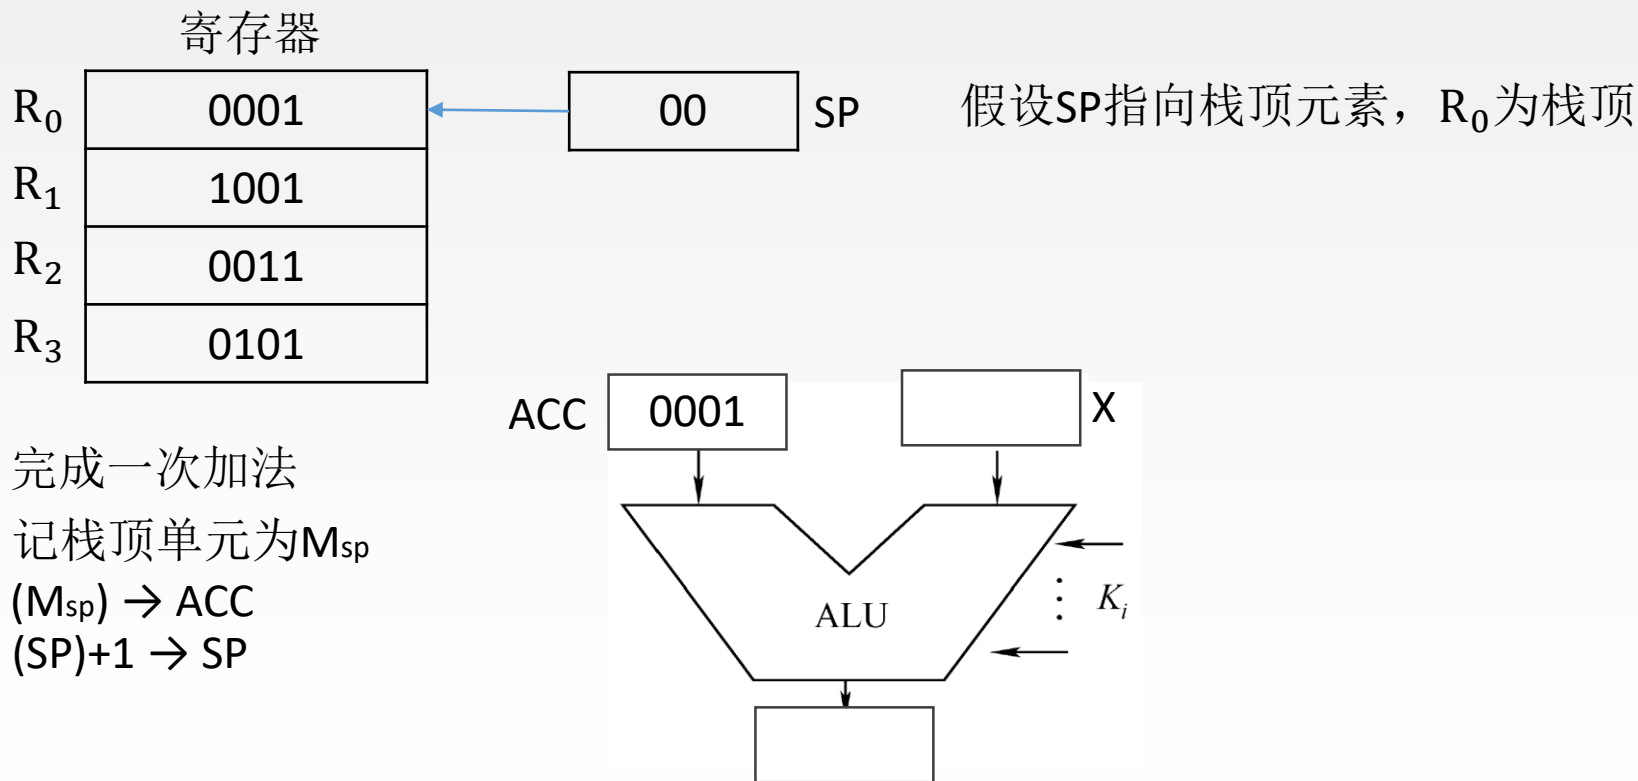 寄存器
R₀ 0001 00 SP 假设SP指向栈顶元素，R₀为栈顶
R₁ 1001
R₂ 0011
R₃ 0101
ACC 0001 X
完成一次加法
记栈顶单元为Msp
(Msp) → ACC
(SP)+1 → SP
ALU
⋮ Kᵢ